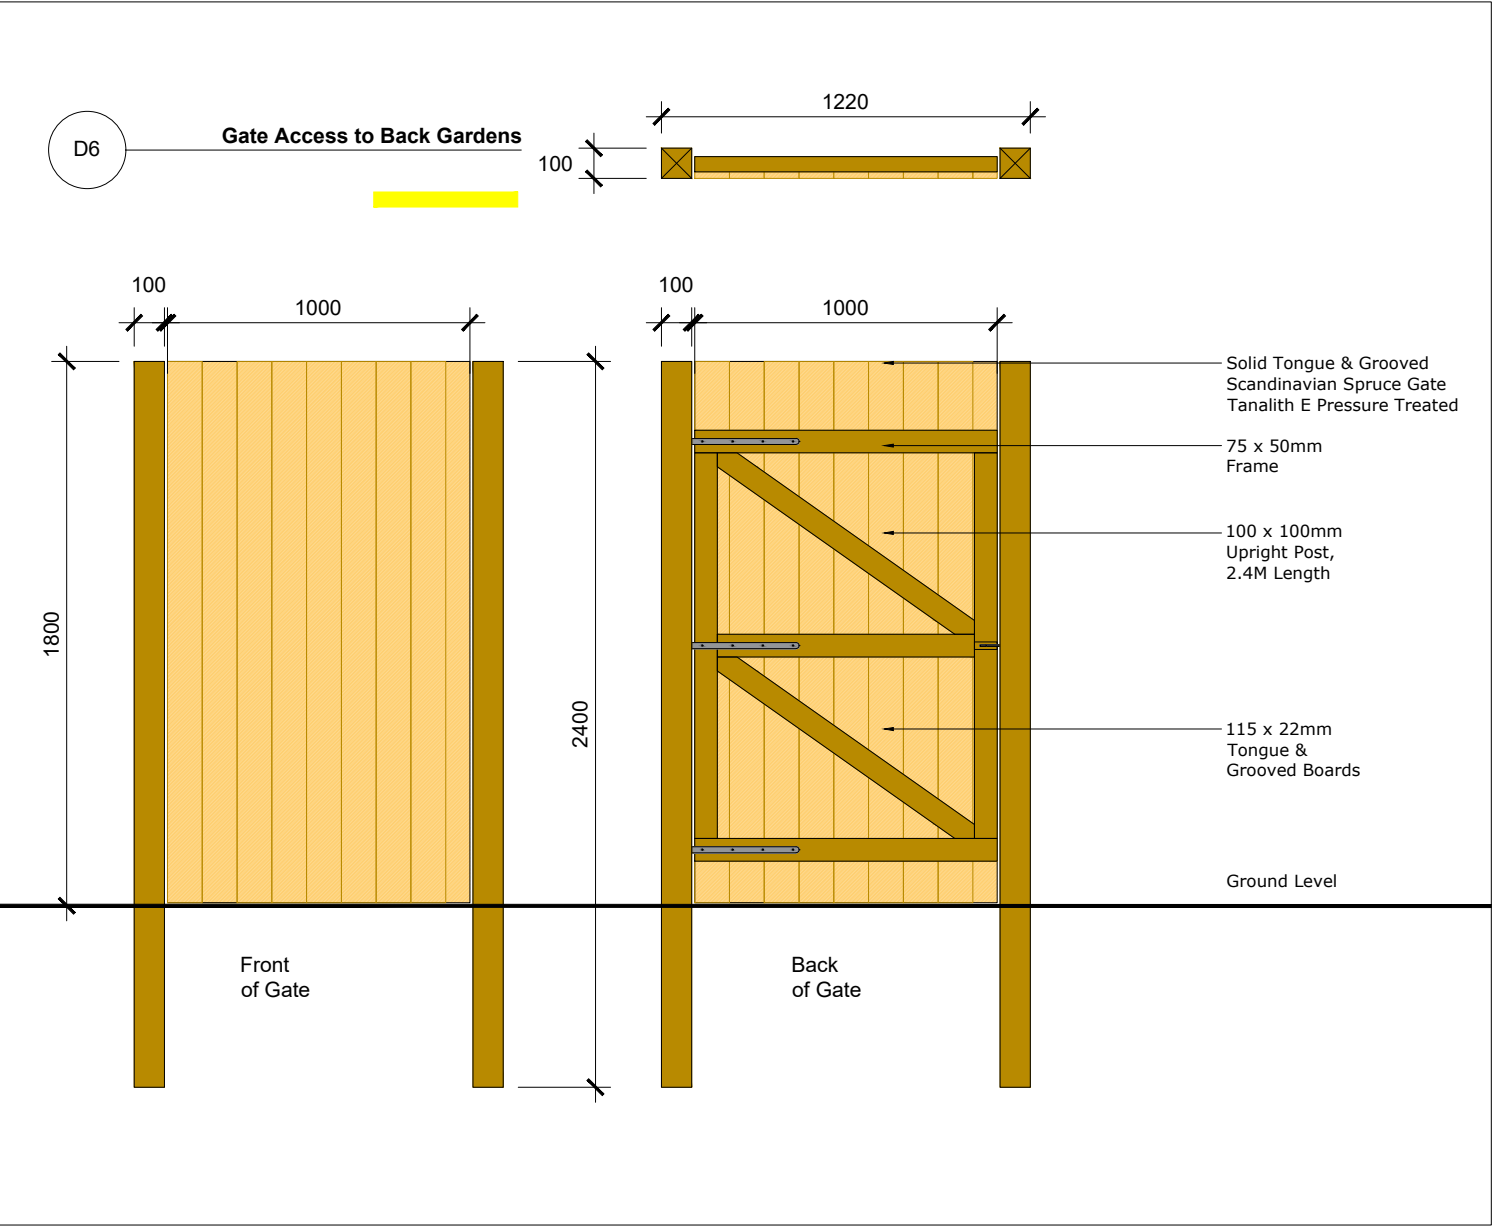 D6
Gate Access to Back Gardens
1220
100
100
1000
100
1000
1800
2400
Solid Tongue & Grooved
Scandinavian Spruce Gate
Tanalith E Pressure Treated
75 x 50mm
Frame
100 x 100mm
Upright Post,
2.4M Length
115 x 22mm
Tongue &
Grooved Boards
Ground Level
Front
of Gate
Back
of Gate